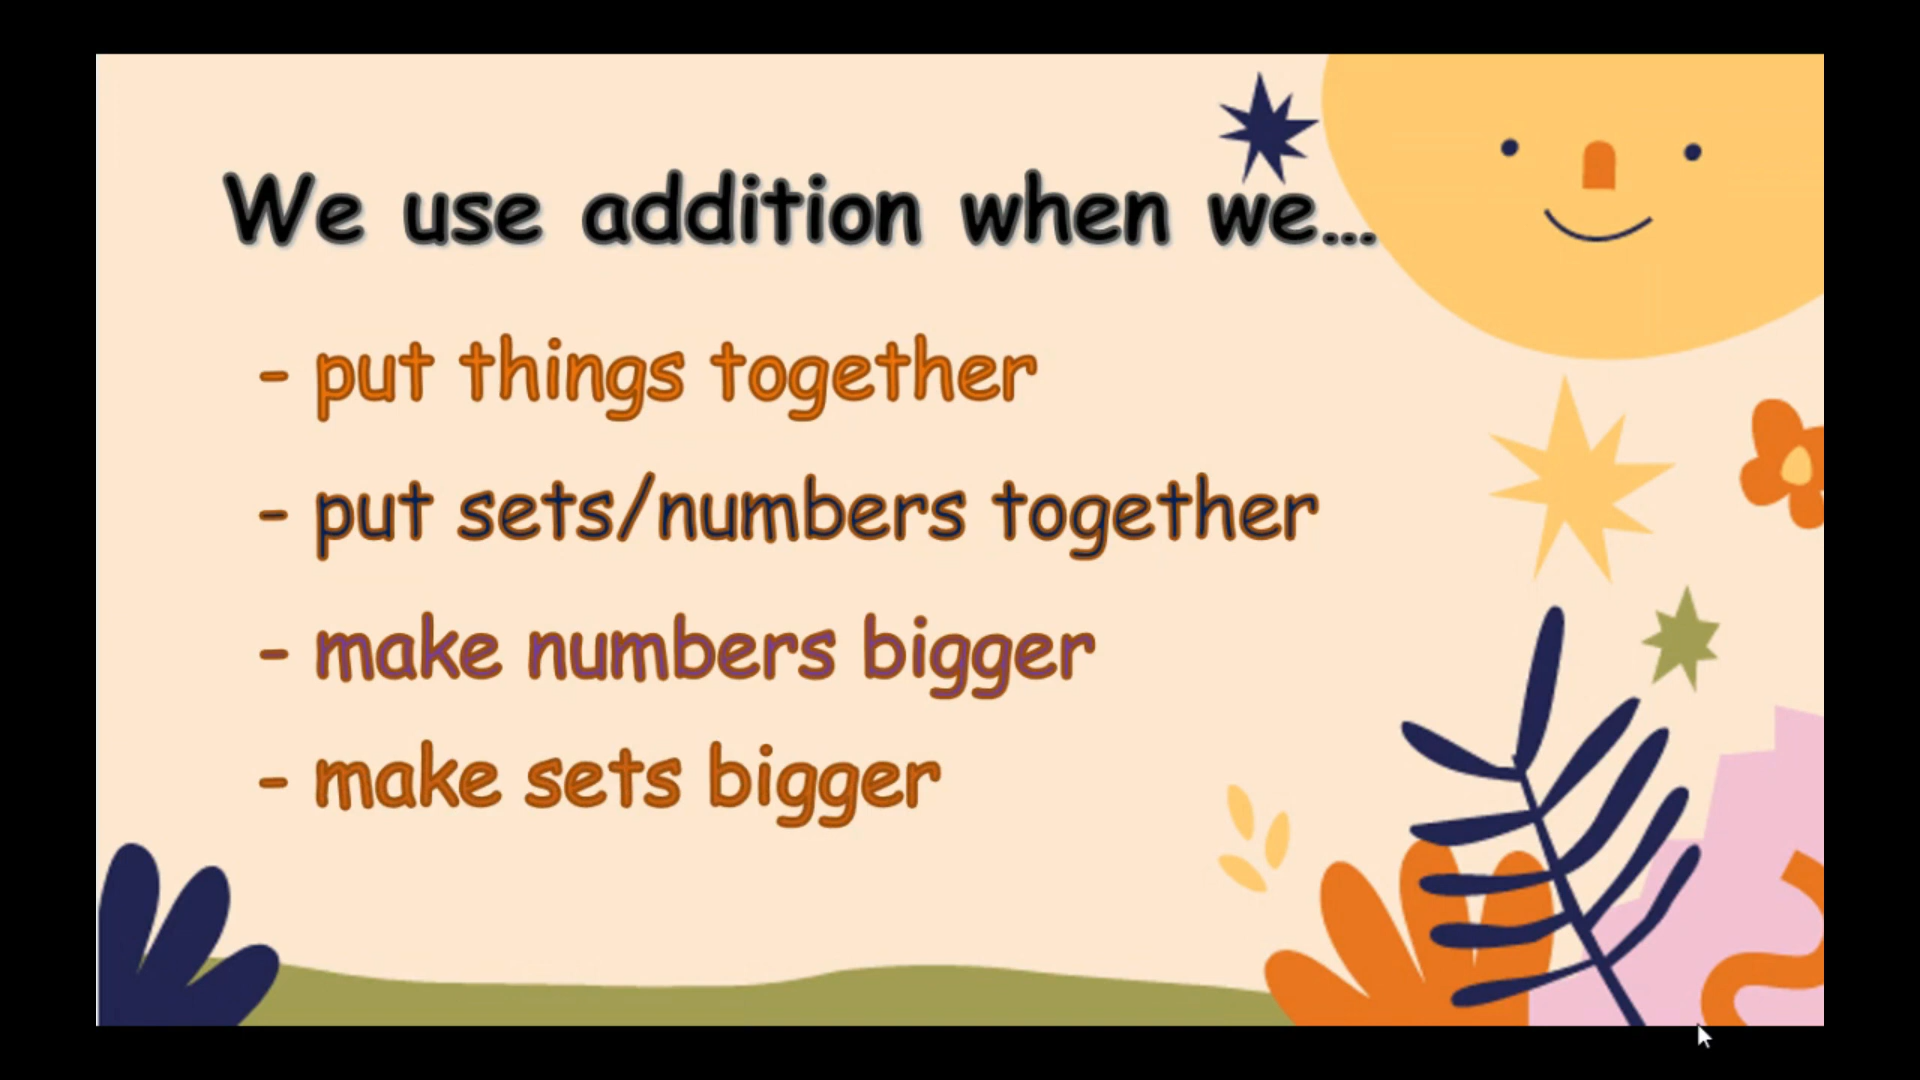 We use addition when we...
- put things together
- put sets/numbers together
- make numbers bigger
- make sets bigger